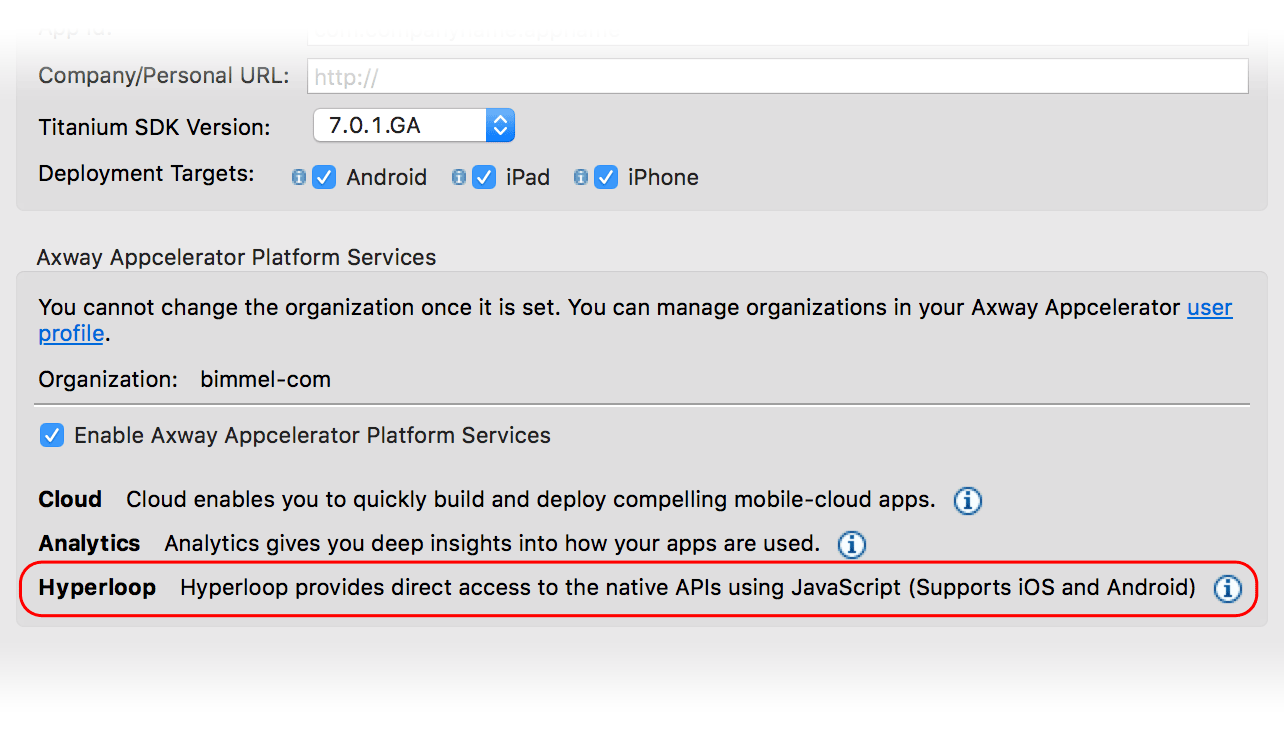 App Id:
Company/Personal URL: http://
Titanium SDK Version: 7.0.1.GA
Deployment Targets: Android iPad iPhone
Axway Appcelerator Platform Services
You cannot change the organization once it is set. You can manage organizations in your Axway Appcelerator user
profile.
Organization: bimmel-com
Enable Axway Appcelerator Platform Services
Cloud Cloud enables you to quickly build and deploy compelling mobile-cloud apps.
Analytics Analytics gives you deep insights into how your apps are used.
Hyperloop Hyperloop provides direct access to the native APIs using JavaScript (Supports iOS and Android)